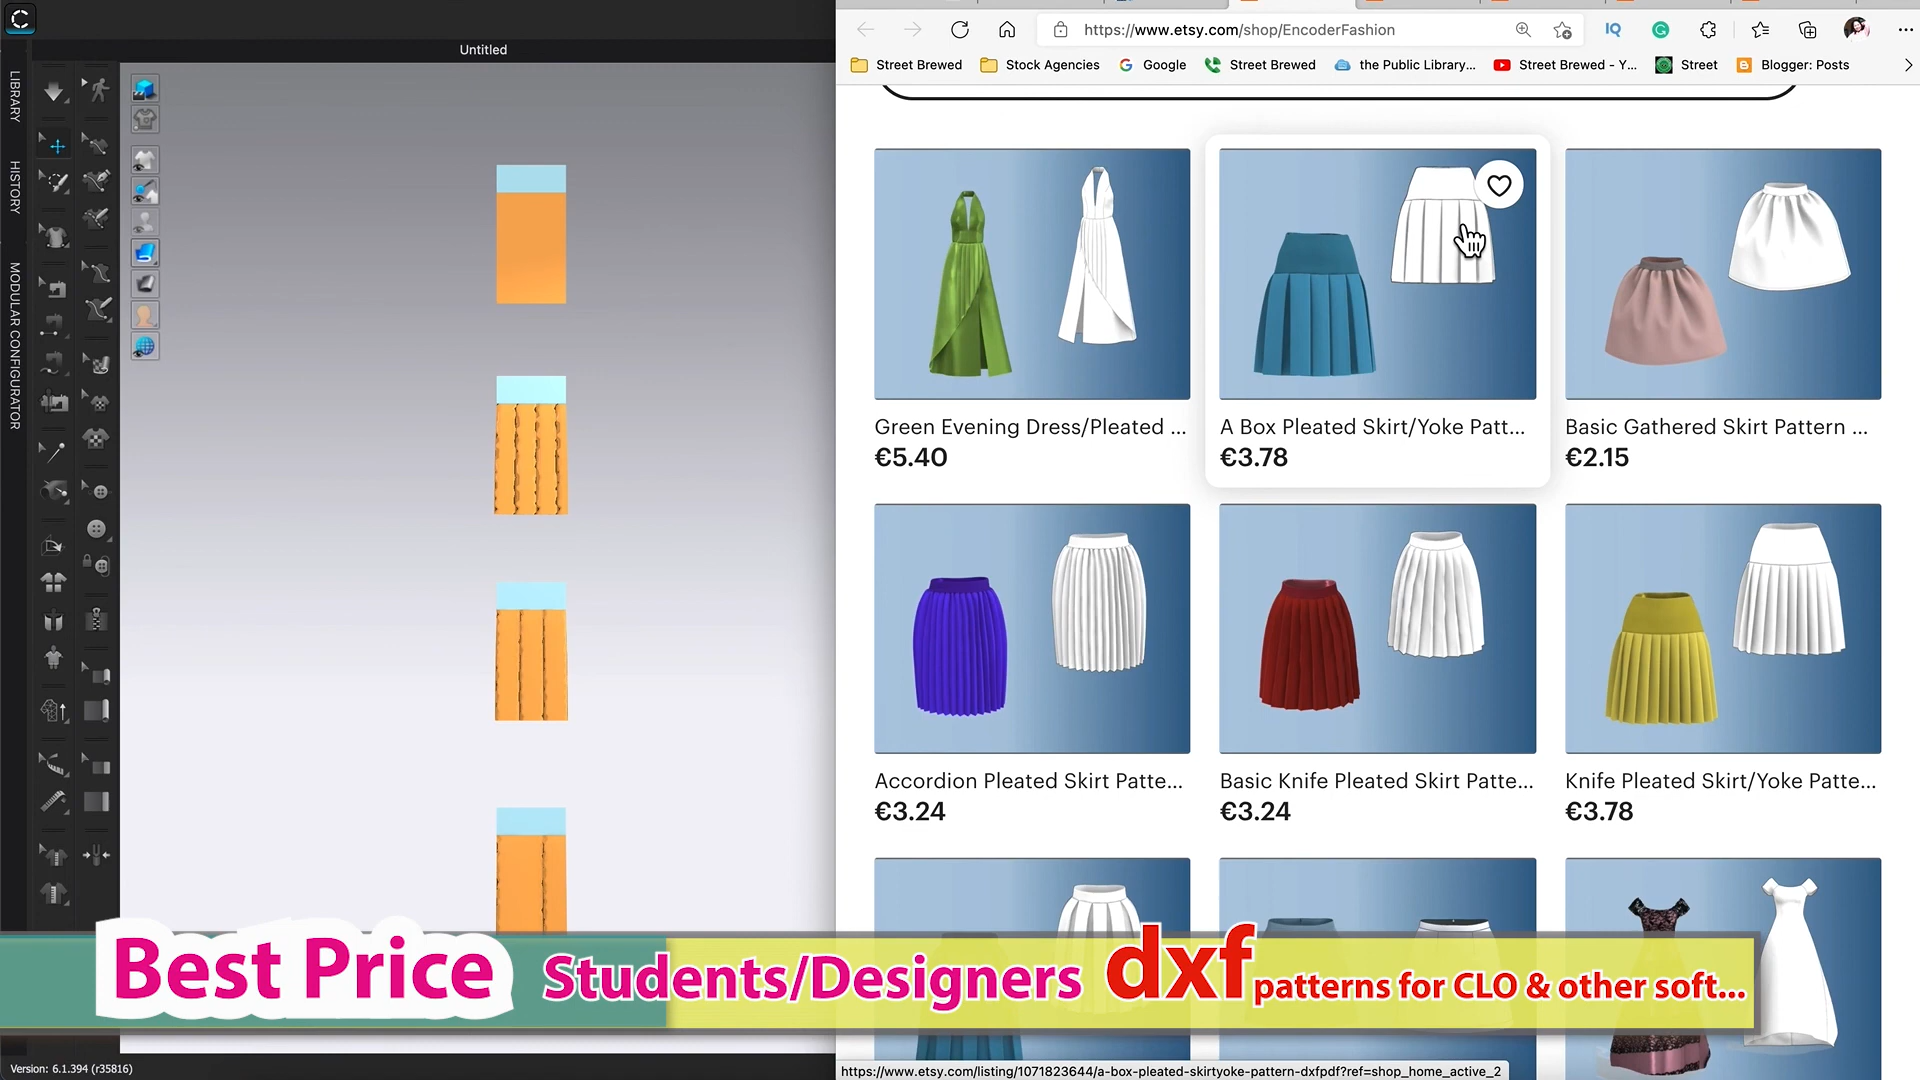 Untitled
LIBRARY
HISTORY
MODULAR CONFIGURATOR
https://www.etsy.com/shop/EncoderFashion
IQ
Street Brewed
Stock Agencies
Google
Street Brewed
the Public Library...
Street Brewed - Y...
Street
Blogger: Posts
Green Evening Dress/Pleated ...
€5.40
A Box Pleated Skirt/Yoke Patt...
€3.78
Basic Gathered Skirt Pattern ...
€2.15
Accordion Pleated Skirt Patte...
€3.24
Basic Knife Pleated Skirt Patte...
€3.24
Knife Pleated Skirt/Yoke Patte...
€3.78
Best Price Students/Designers dxf patterns for CLO & other soft...
Version: 6.1.394 (r35816)
https://www.etsy.com/listing/1071823644/a-box-pleated-skirtyoke-pattern-dxfpdf?ref=shop_home_active_2